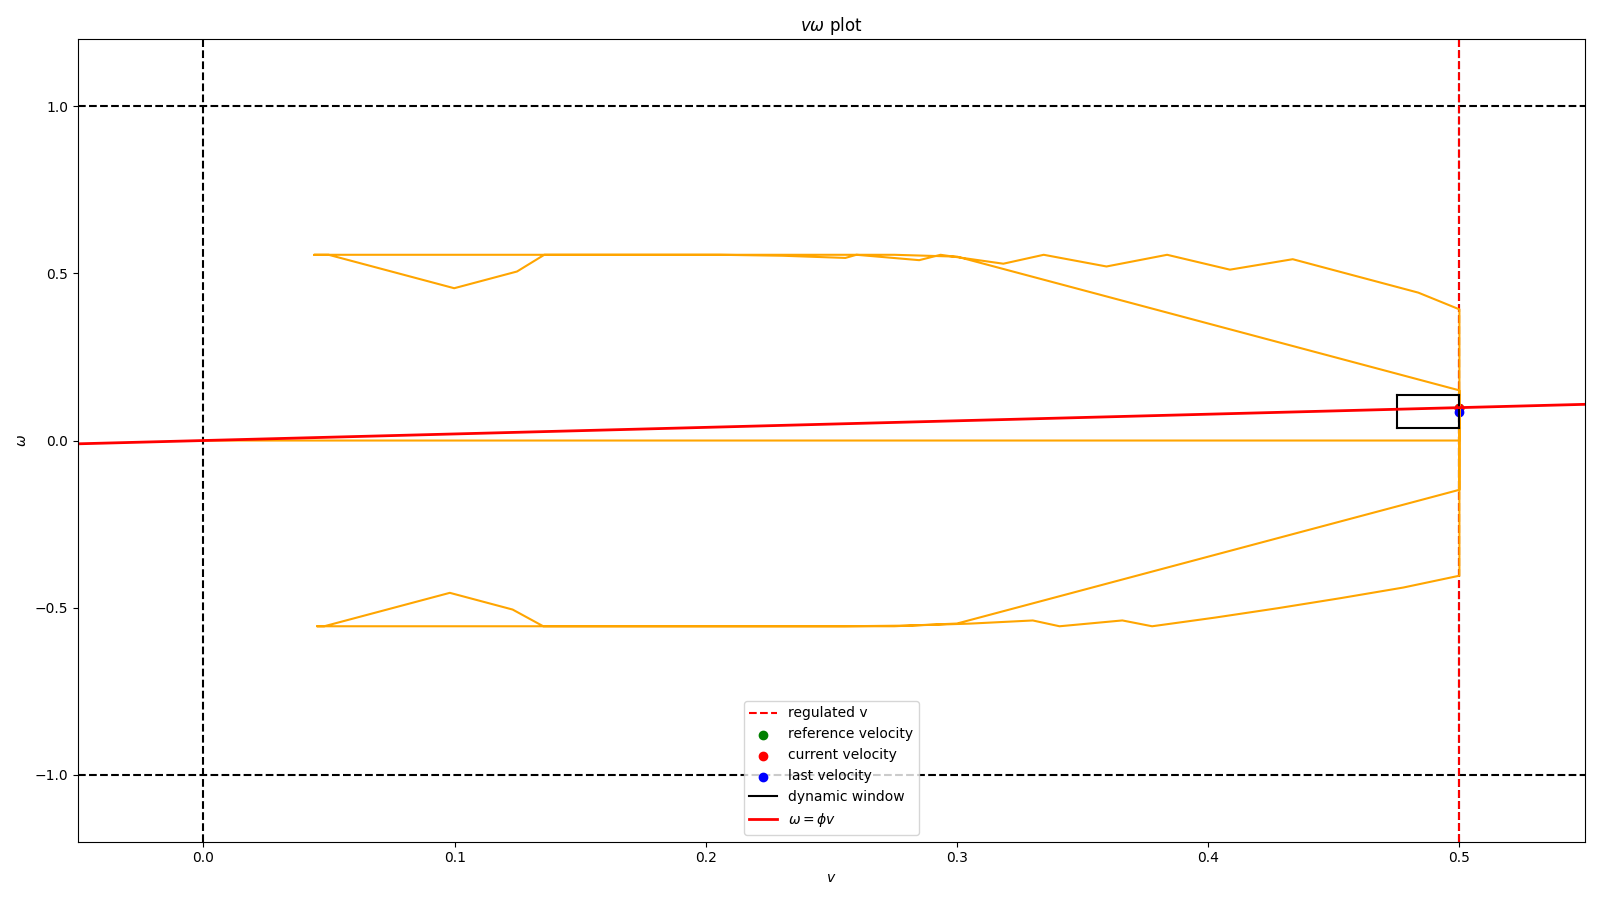 vω plot
1.0
0.5
0.0
−0.5
−1.0
ω
0.0 0.1 0.2 0.3 0.4 0.5
v
regulated v
reference velocity
current velocity
last velocity
dynamic window
ω = ϕv